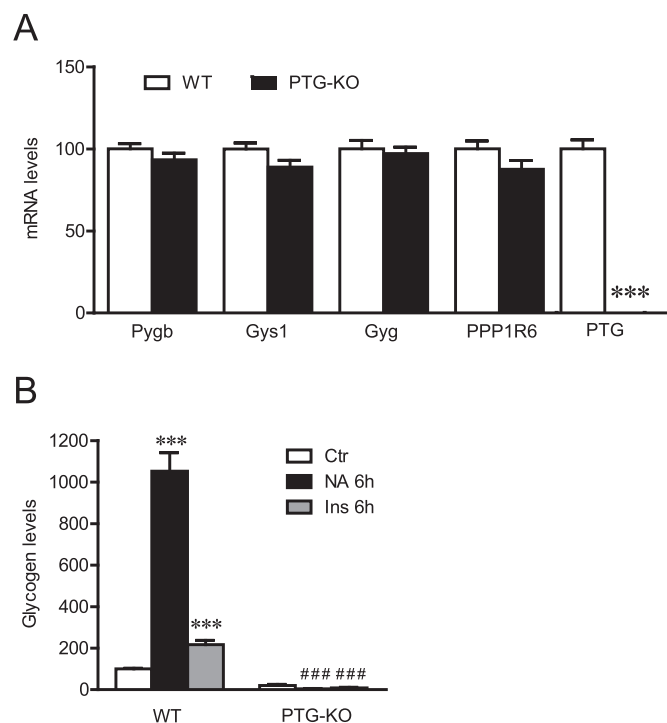 A
150
WT PTG-KO
100
mRNA levels
50
***
0
Pygb Gys1 Gyg PPP1R6 PTG
B
1200
***
Ctr
1000
NA 6h
Ins 6h
800
Glycogen levels
600
400
***
200
### ###
0
WT PTG-KO